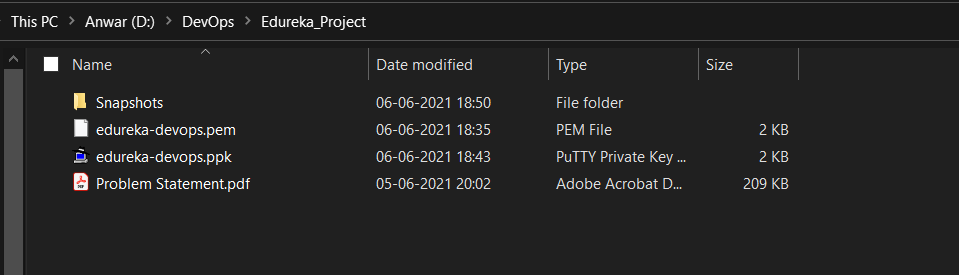 This PC > Anwar (D:) > DevOps > Edureka_Project
Name Date modified Type Size
Snapshots 06-06-2021 18:50 File folder
edureka-devops.pem 06-06-2021 18:35 PEM File 2 KB
edureka-devops.ppk 06-06-2021 18:43 PuTTY Private Key ... 2 KB
Problem Statement.pdf 05-06-2021 20:02 Adobe Acrobat D... 209 KB